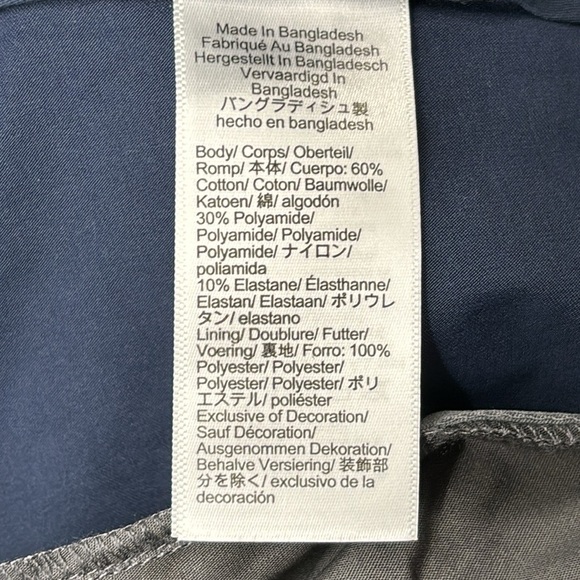 Made In Bangladesh
Fabriqué Au Bangladesh
Hergestellt In Bangladesch
Vervaardigd In
Bangladesh
バングラディシュ製
hecho en bangladesh
Body/ Corps/ Oberteil/
Romp/ 本体/ Cuerpo: 60%
Cotton/ Coton/ Baumwolle/
Katoen/ 綿/ algodón
30% Polyamide/
Polyamide/ Polyamide/
Polyamide/ ナイロン/
poliamida
10% Elastane/ Élasthanne/
Elastan/ Elastaan/ ポリウレ
タン/ elastano
Lining/ Doublure/ Futter/
Voering/ 裏地/ Forro: 100%
Polyester/ Polyester/
Polyester/ Polyester/ ポリ
エステル/ poliéster
Exclusive of Decoration/
Sauf Décoration/
Ausgenommen Dekoration/
Behalve Versiering/ 装飾部
分を除く/ exclusivo de la
decoración